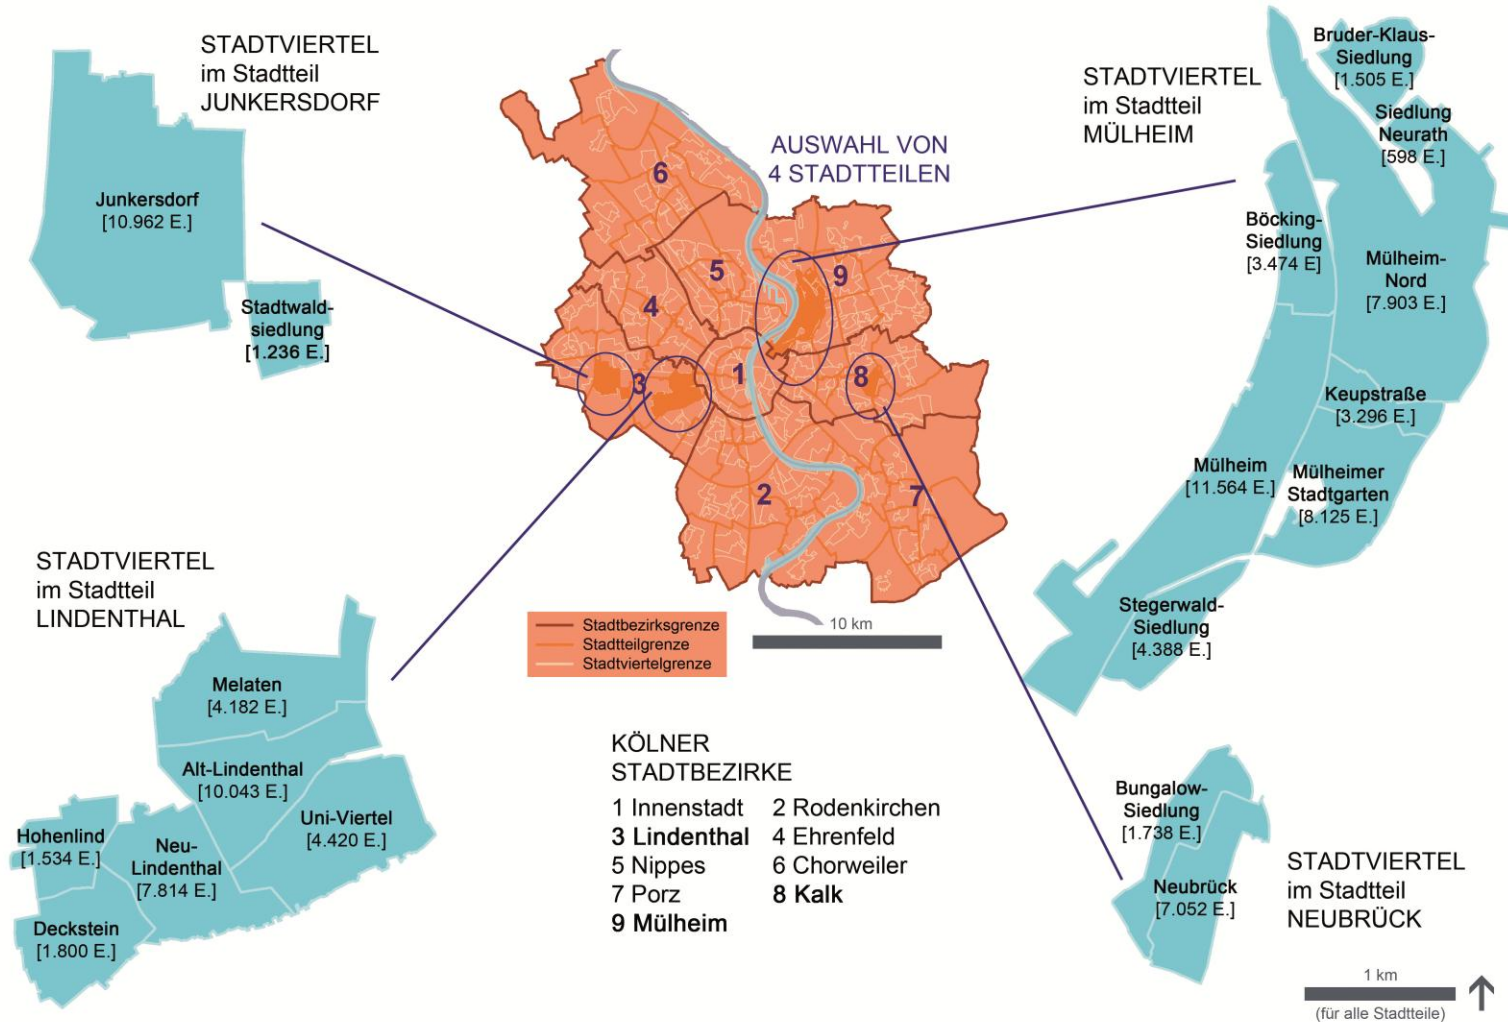 STADTVIERTEL
im Stadtteil
JUNKERSDORF
Junkersdorf
[10.962 E.]
Stadtwald-
siedlung
[1.236 E.]
AUSWAHL VON
4 STADTTEILEN
6
5
9
4
3
1
8
2
7
STADTVIERTEL
im Stadtteil
MÜLHEIM
Bruder-Klaus-
Siedlung
[1.505 E.]
Siedlung
Neurath
[598 E.]
Böcking-
Siedlung
[3.474 E]
Mülheim-
Nord
[7.903 E.]
Keupstraße
[3.296 E.]
Mülheim
[11.564 E.]
Mülheimer
Stadtgarten
[8.125 E.]
Stegerwald-
Siedlung
[4.388 E.]
STADTVIERTEL
im Stadtteil
LINDENTHAL
Melaten
[4.182 E.]
Alt-Lindenthal
[10.043 E.]
Uni-Viertel
[4.420 E.]
Hohenlind
[1.534 E.]
Neu-
Lindenthal
[7.814 E.]
Deckstein
[1.800 E.]
Stadtbezirksgrenze
Stadtteilgrenze
Stadtviertelgrenze
10 km
KÖLNER
STADTBEZIRKE
1 Innenstadt 2 Rodenkirchen
3 Lindenthal 4 Ehrenfeld
5 Nippes 6 Chorweiler
7 Porz 8 Kalk
9 Mülheim
Bungalow-
Siedlung
[1.738 E.]
Neubrück
[7.052 E.]
STADTVIERTEL
im Stadtteil
NEUBRÜCK
1 km
(für alle Stadtteile)